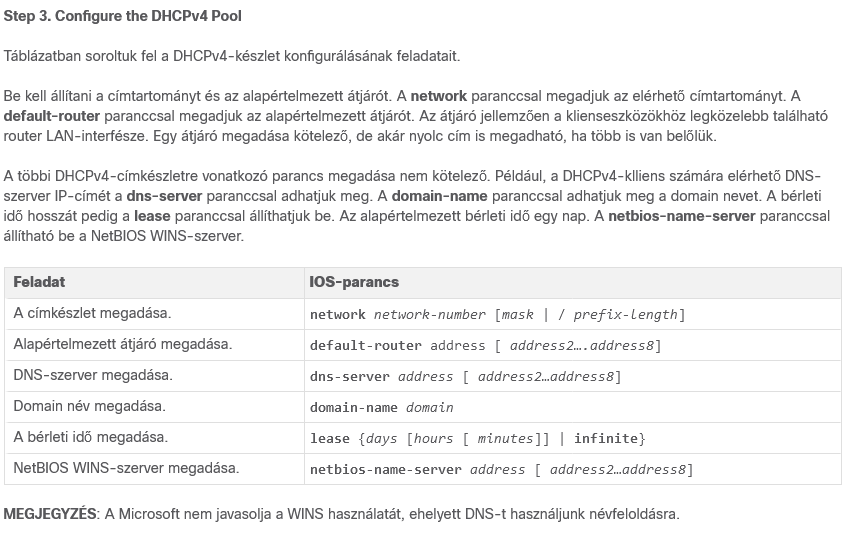 Step 3. Configure the DHCPv4 Pool
Táblázatban soroltuk fel a DHCPv4-készlet konfigurálásának feladatait.
Be kell állítani a címtartományt és az alapértelmezett átjárót. A network paranccsal megadjuk az elérhető címtartományt. A
default-router paranccsal megadjuk az alapértelmezett átjárót. Az átjáró jellemzően a klienseszközökhöz legközelebb található
router LAN-interfésze. Egy átjáró megadása kötelező, de akár nyolc cím is megadható, ha több is van belőlük.
A többi DHCPv4-címkészletre vonatkozó parancs megadása nem kötelező. Például, a DHCPv4-klliens számára elérhető DNS-
szerver IP-címét a dns-server paranccsal adhatjuk meg. A domain-name paranccsal adhatjuk meg a domain nevet. A bérleti
idő hosszát pedig a lease paranccsal állíthatjuk be. Az alapértelmezett bérleti idő egy nap. A netbios-name-server paranccsal
állítható be a NetBIOS WINS-szerver.
Feladat IOS-parancs
A címkészlet megadása. network network-number [mask | / prefix-length]
Alapértelmezett átjáró megadása. default-router address [ address2….address8]
DNS-szerver megadása. dns-server address [ address2…address8]
Domain név megadása. domain-name domain
A bérleti idő megadása. lease {days [hours [ minutes]] | infinite}
NetBIOS WINS-szerver megadása. netbios-name-server address [ address2…address8]
MEGJEGYZÉS: A Microsoft nem javasolja a WINS használatát, ehelyett DNS-t használjunk névfeloldásra.